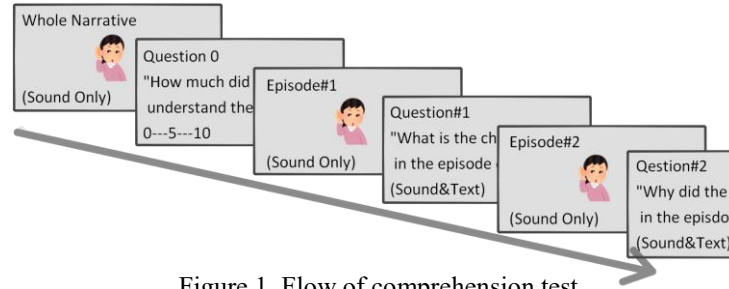 Whole Narrative
(Sound Only)
Question 0
"How much did
understand the
0---5---10
Episode#1
(Sound Only)
Question#1
"What is the ch
in the episode
(Sound&Text)
Episode#2
(Sound Only)
Qestion#2
"Why did the
in the episdo
(Sound&Text)
Figure 1. Flow of comprehension test